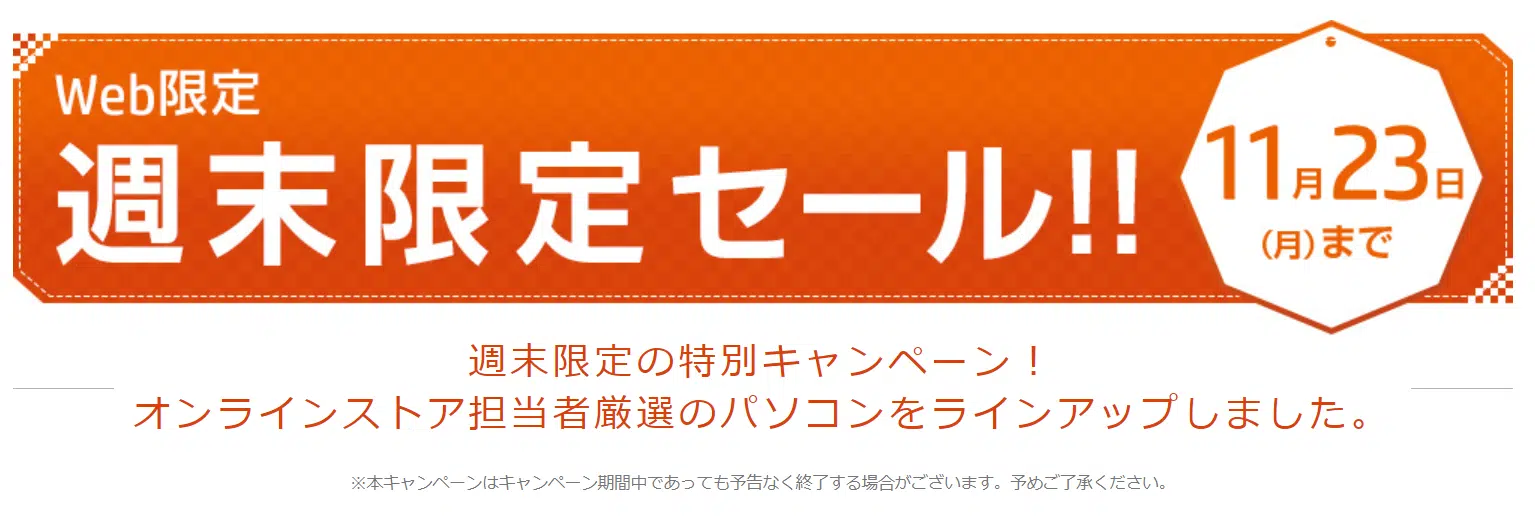 Web限定
週末限定セール!!
11月23日
（月）まで
週末限定の特別キャンペーン！
オンラインストア担当者厳選のパソコンをラインアップしました。
※本キャンペーンはキャンペーン期間中であっても予告なく終了する場合がございます。予めご了承ください。